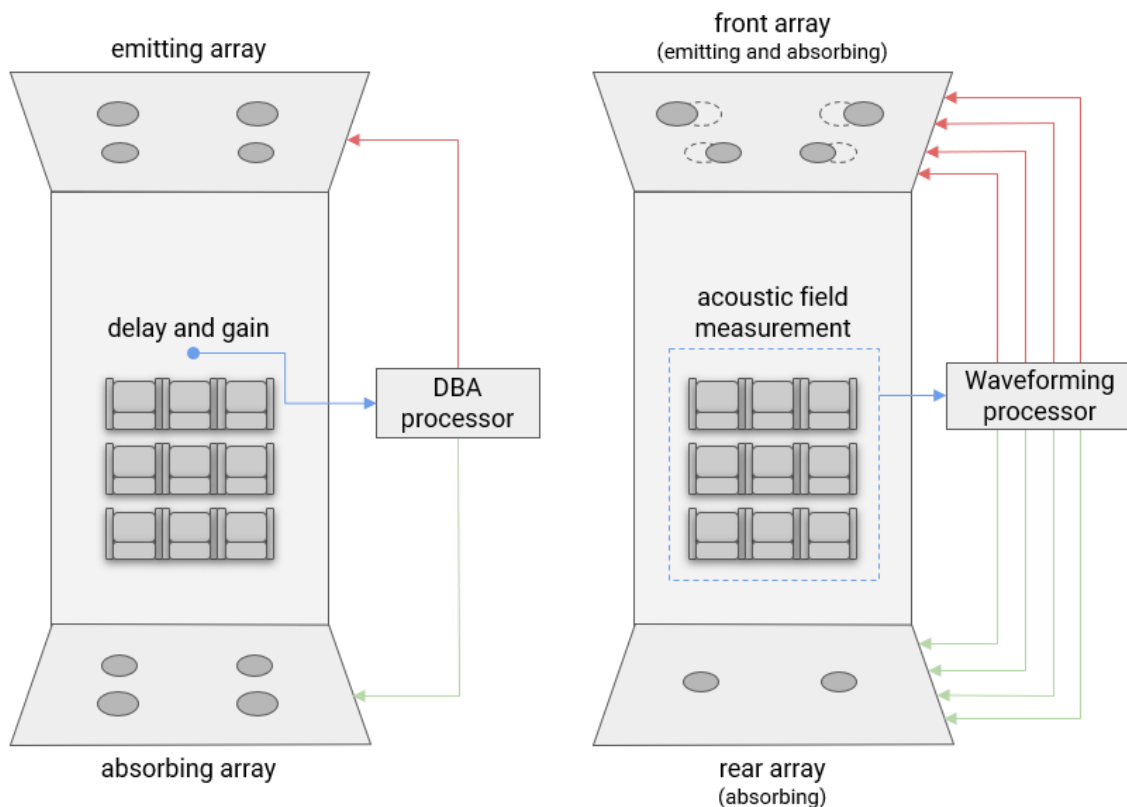 emitting array
delay and gain
DBA
processor
absorbing array
front array
(emitting and absorbing)
acoustic field
measurement
Waveforming
processor
rear array
(absorbing)